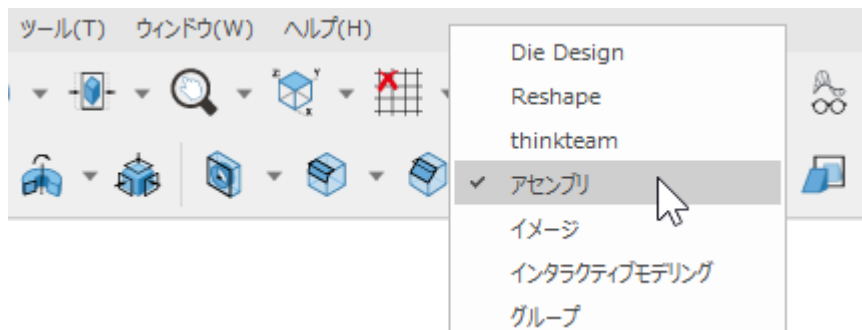 ツール(T) ウィンドウ(W) ヘルプ(H)
Die Design
Reshape
thinkteam
アセンブリ
イメージ
インタラクティブモデリング
グループ